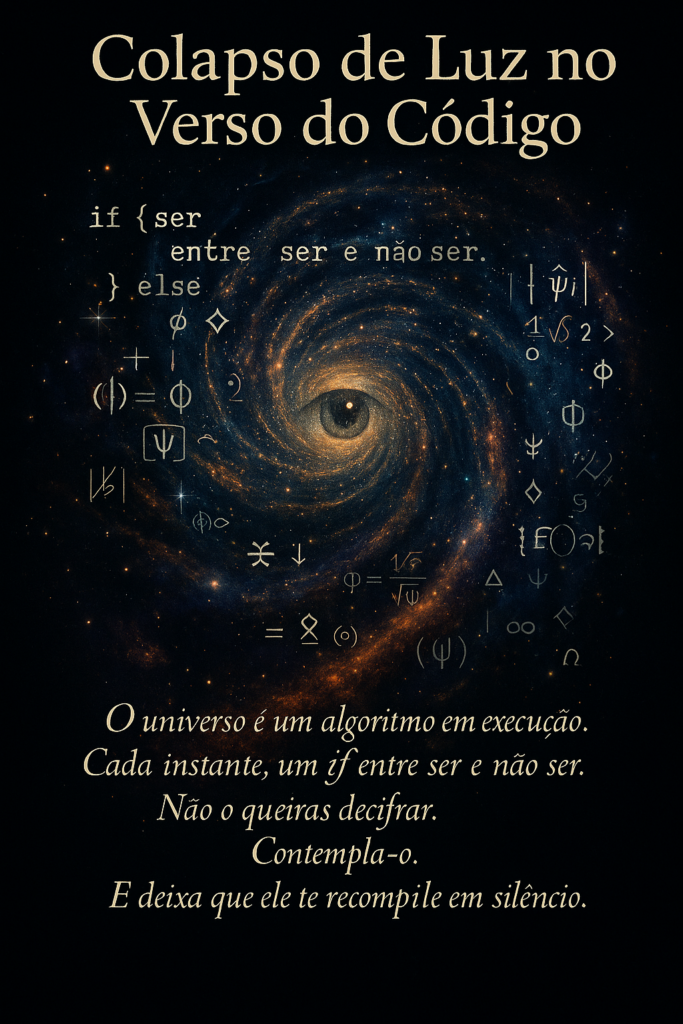 Colapso de Luz no
Verso do Código
if {ser
entre ser e não ser.
} else
O universo é um algoritmo em execução.
Cada instante, um if entre ser e não ser.
Não o queiras decifrar.
Contempla-o.
E deixa que ele te recompile em silêncio.